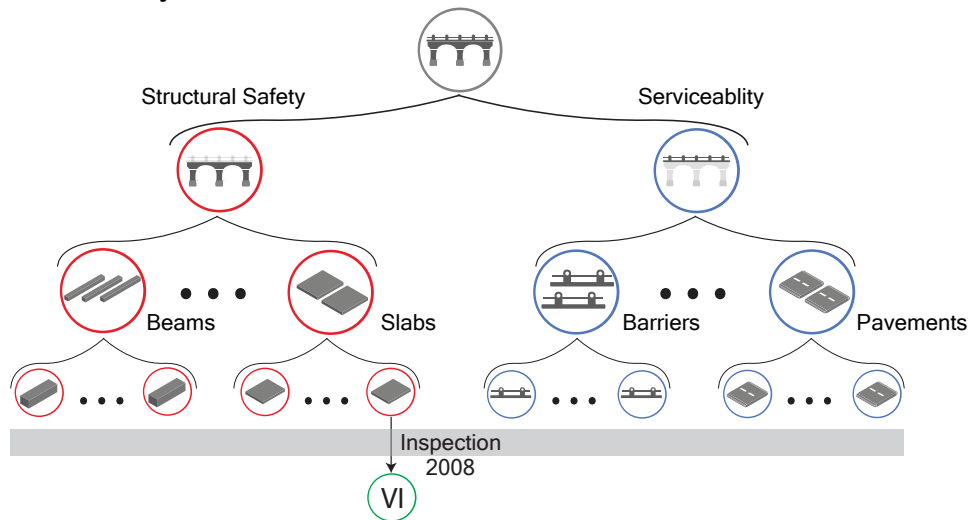 Structural Safety
Serviceablity
Beams
Slabs
Barriers
Pavements
Inspection
2008
VI